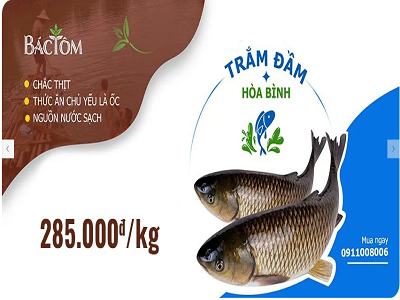 BÁCTÔM
CHẮC THỊT
THỨC ĂN CHỦ YẾU LÀ ỐC
NGUỒN NƯỚC SẠCH
TRẮM ĐẦM
HÒA BÌNH
285.000đ/kg
Mua ngay
0911008006